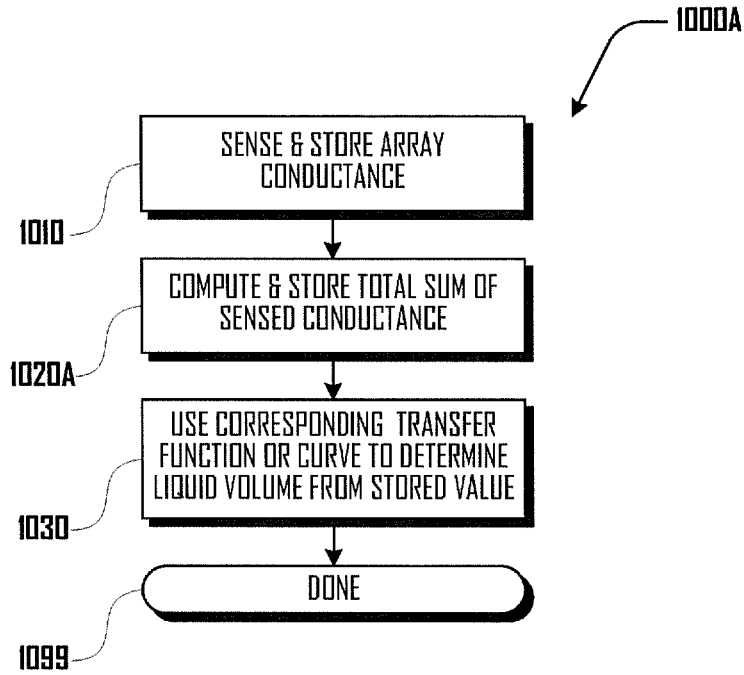 1000A
SENSE & STORE ARRAY
CONDUCTANCE
1010
COMPUTE & STORE TOTAL SUM OF
SENSED CONDUCTANCE
1020A
USE CORRESPONDING TRANSFER
FUNCTION OR CURVE TO DETERMINE
LIQUID VOLUME FROM STORED VALUE
1030
DONE
1099